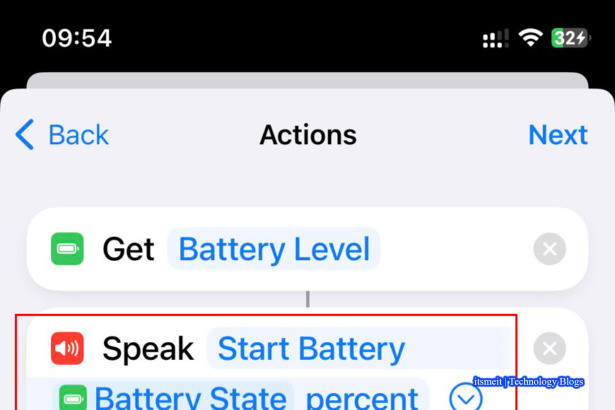 09:54
32
Back
Actions
Next
Get Battery Level
Speak Start Battery
itsmeit | Technology Blogs
Battery State percent